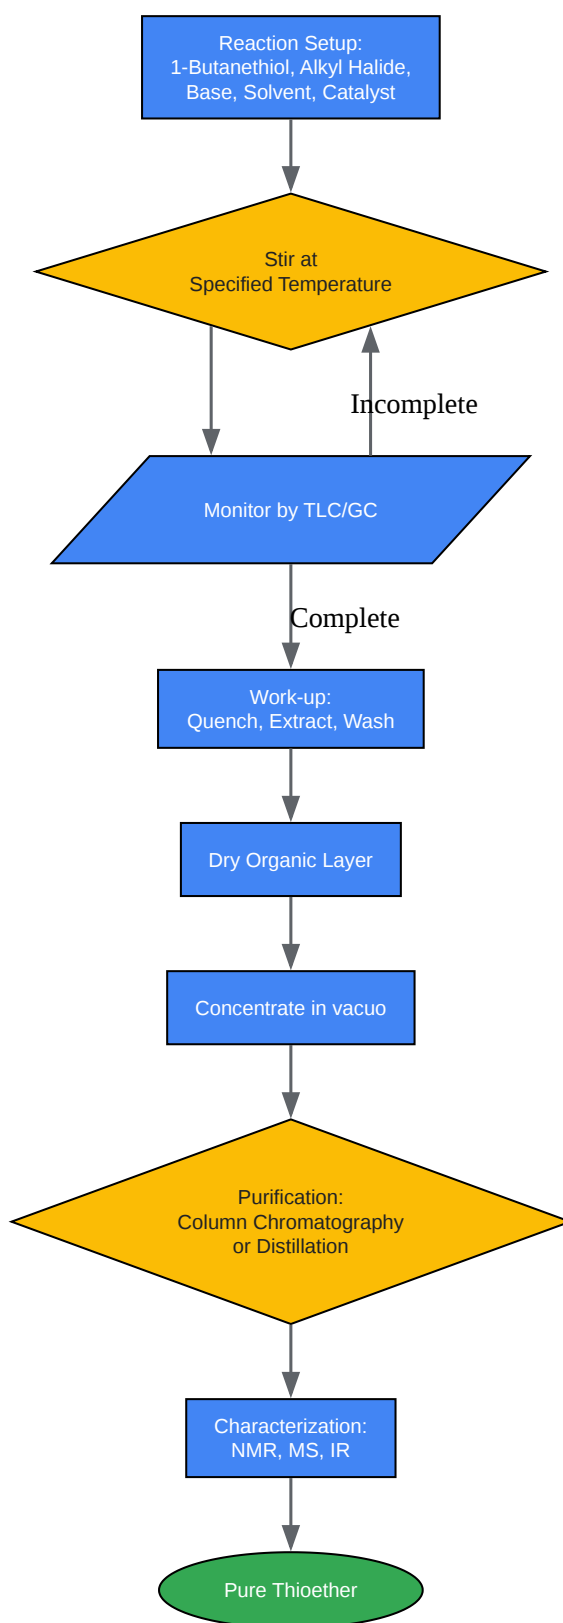 Reaction Setup:
1-Butanethiol, Alkyl Halide,
Base, Solvent, Catalyst
Stir at
Specified Temperature
Incomplete
Monitor by TLC/GC
Complete
Work-up:
Quench, Extract, Wash
Dry Organic Layer
Concentrate in vacuo
Purification:
Column Chromatography
or Distillation
Characterization:
NMR, MS, IR
Pure Thioether